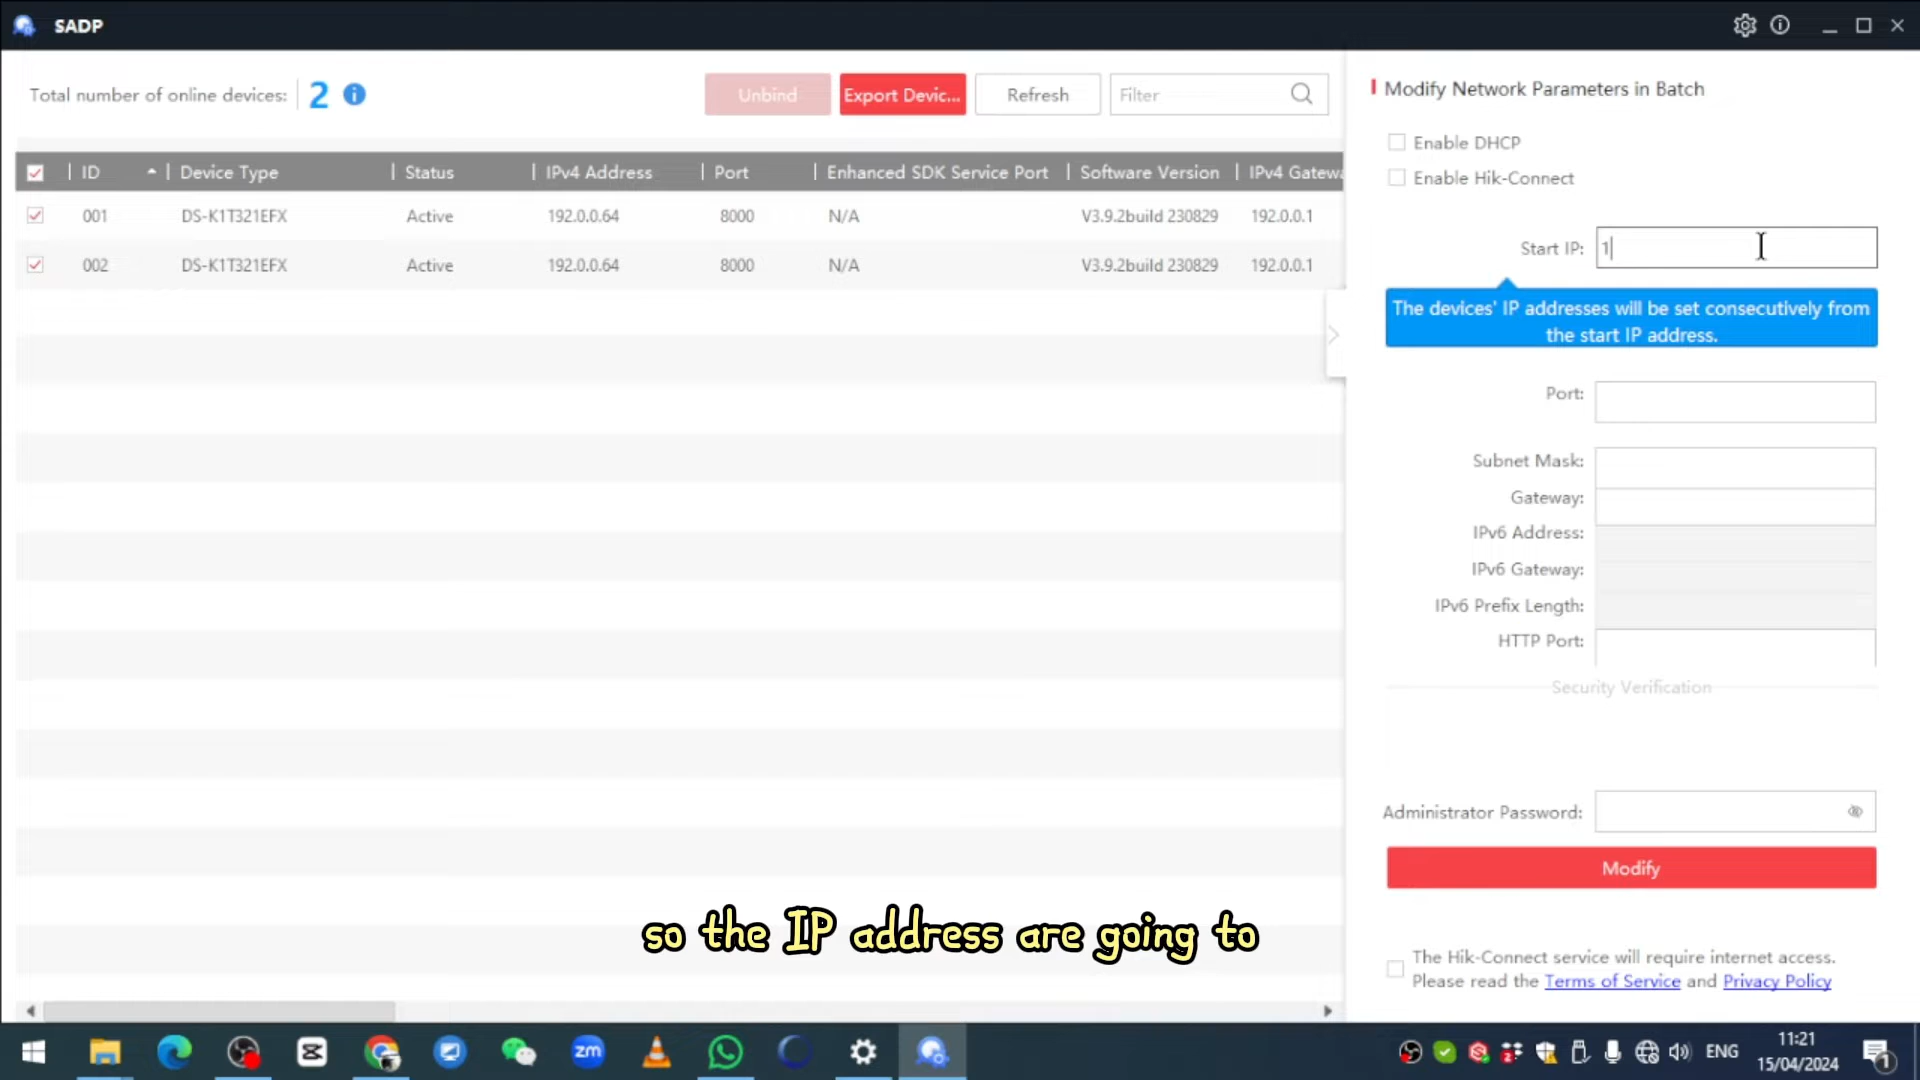 SADP
Total number of online devices: 2
Unbind
Export Devic...
Refresh
Filter
ID Device Type Status IPv4 Address Port Enhanced SDK Service Port Software Version IPv4 Gatewa
001 DS-K1T321EFX Active 192.0.0.64 8000 N/A V3.9.2build 230829 192.0.0.1
002 DS-K1T321EFX Active 192.0.0.64 8000 N/A V3.9.2build 230829 192.0.0.1
Modify Network Parameters in Batch
Enable DHCP
Enable Hik-Connect
Start IP: 1
The devices' IP addresses will be set consecutively from
the start IP address.
Port:
Subnet Mask:
Gateway:
IPv6 Address:
IPv6 Gateway:
IPv6 Prefix Length:
HTTP Port:
Security Verification
Administrator Password:
Modify
The Hik-Connect service will require internet access.
Please read the Terms of Service and Privacy Policy
so the IP address are going to
zm
2
ENG
11:21
15/04/2024
1